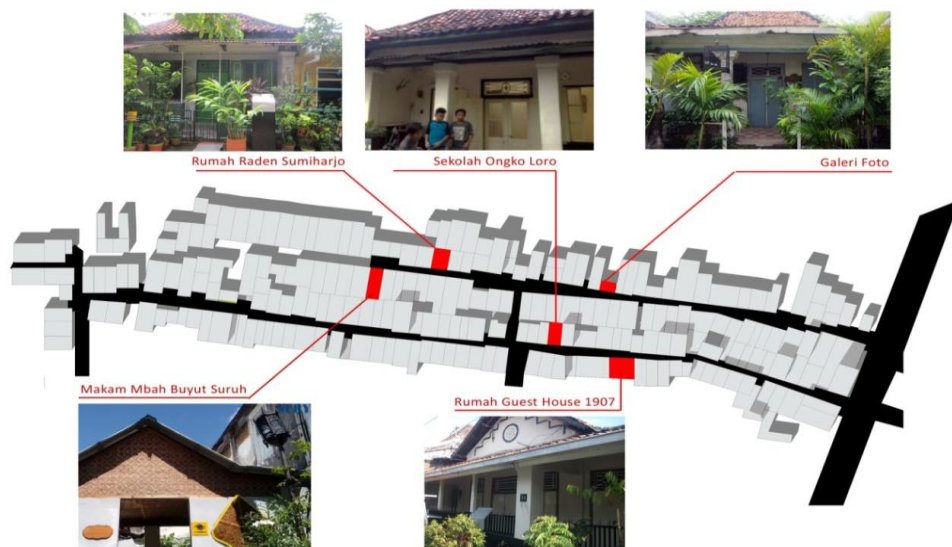 Rumah Raden Sumiharjo
Sekolah Ongko Loro
Galeri Foto
Makam Mbah Buyut Suruh
Rumah Guest House 1907